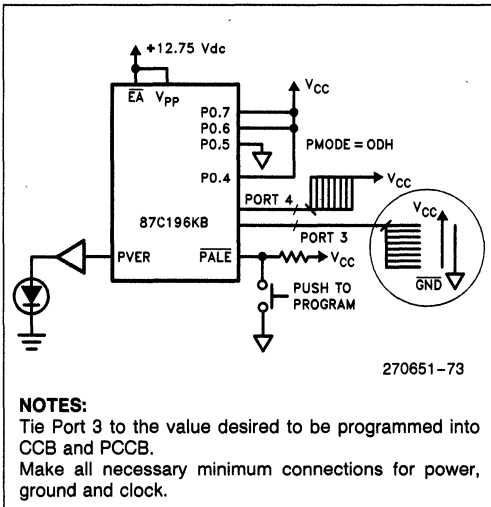 +12.75 Vdc
EA VPP
VCC
P0.7
P0.6
P0.5
PMODE = 0DH
P0.4
VCC
PORT 4
87C196KB
PORT 3
VCC
GND
PVER
PALE
VCC
PUSH TO
PROGRAM
270651-73
NOTES:
Tie Port 3 to the value desired to be programmed into
CCB and PCCB.
Make all necessary minimum connections for power,
ground and clock.